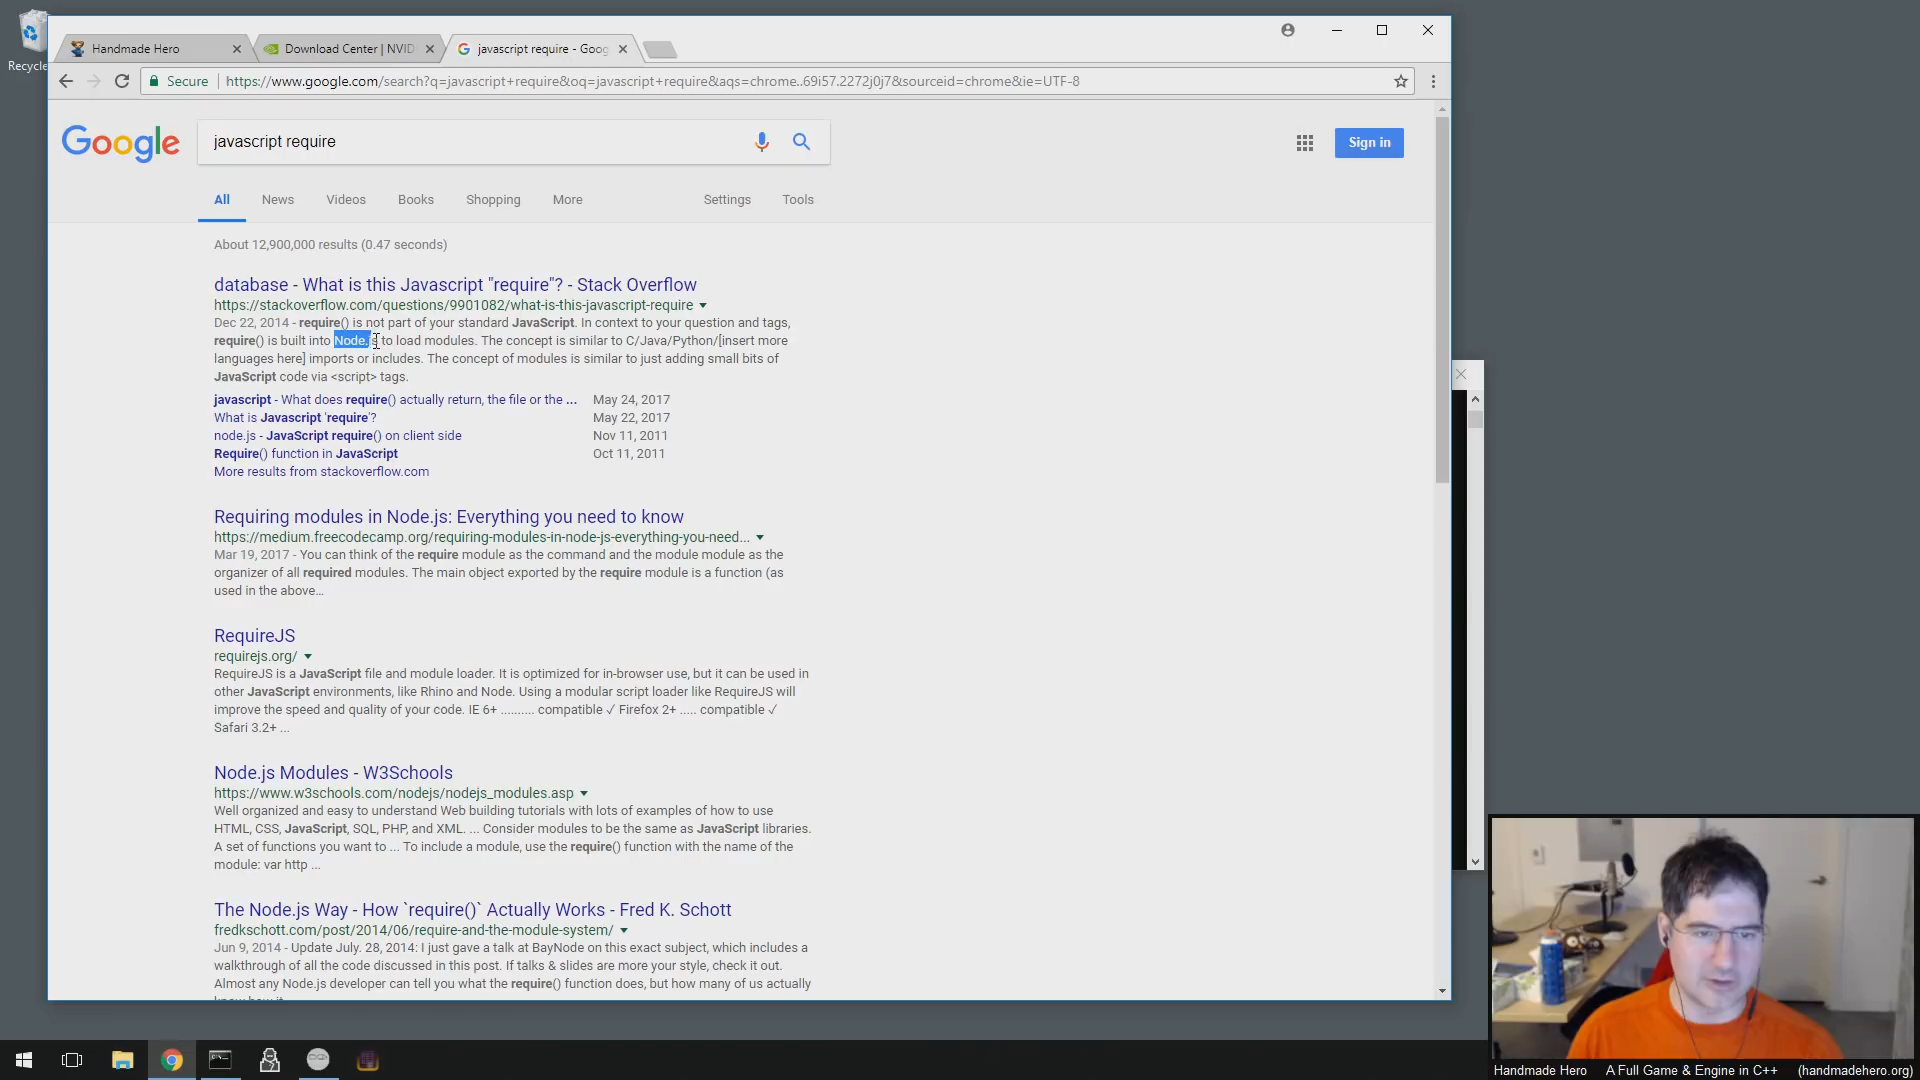 Recycle
Handmade Hero
Download Center | NVID
javascript require - Goog
Secure
https://www.google.com/search?q=javascript+require&oq=javascript+require&aqs=chrome..69i57.2272j0j7&sourceid=chrome&ie=UTF-8
Google
javascript require
Sign in
All
News
Videos
Books
Shopping
More
Settings
Tools
About 12,900,000 results (0.47 seconds)
database - What is this Javascript "require"? - Stack Overflow
https://stackoverflow.com/questions/9901082/what-is-this-javascript-require
Dec 22, 2014 - require() is not part of your standard JavaScript. In context to your question and tags,
require() is built into Node.js to load modules. The concept is similar to C/Java/Python/[insert more
languages here] imports or includes. The concept of modules is similar to just adding small bits of
JavaScript code via <script> tags.
javascript - What does require() actually return, the file or the ... May 24, 2017
What is Javascript 'require'? May 22, 2017
node.js - JavaScript require() on client side Nov 11, 2011
Require() function in JavaScript Oct 11, 2011
More results from stackoverflow.com
Requiring modules in Node.js: Everything you need to know
https://medium.freecodecamp.org/requiring-modules-in-node-js-everything-you-need...
Mar 19, 2017 - You can think of the require module as the command and the module module as the
organizer of all required modules. The main object exported by the require module is a function (as
used in the above...
RequireJS
requirejs.org/
RequireJS is a JavaScript file and module loader. It is optimized for in-browser use, but it can be used in
other JavaScript environments, like Rhino and Node. Using a modular script loader like RequireJS will
improve the speed and quality of your code. IE 6+ .......... compatible ✓ Firefox 2+ ..... compatible ✓
Safari 3.2+ ...
Node.js Modules - W3Schools
https://www.w3schools.com/nodejs/nodejs_modules.asp
Well organized and easy to understand Web building tutorials with lots of examples of how to use
HTML, CSS, JavaScript, SQL, PHP, and XML. ... Consider modules to be the same as JavaScript libraries.
A set of functions you want to ... To include a module, use the require() function with the name of the
module: var http ...
The Node.js Way - How `require()` Actually Works - Fred K. Schott
fredkschott.com/post/2014/06/require-and-the-module-system/
Jun 9, 2014 - Update July. 28, 2014: I just gave a talk at BayNode on this exact subject, which includes a
walkthrough of all the code discussed in this post. If talks & slides are more your style, check it out.
Almost any Node.js developer can tell you what the require() function does, but how many of us actually
Handmade Hero A Full Game & Engine in C++ (handmadehero.org)